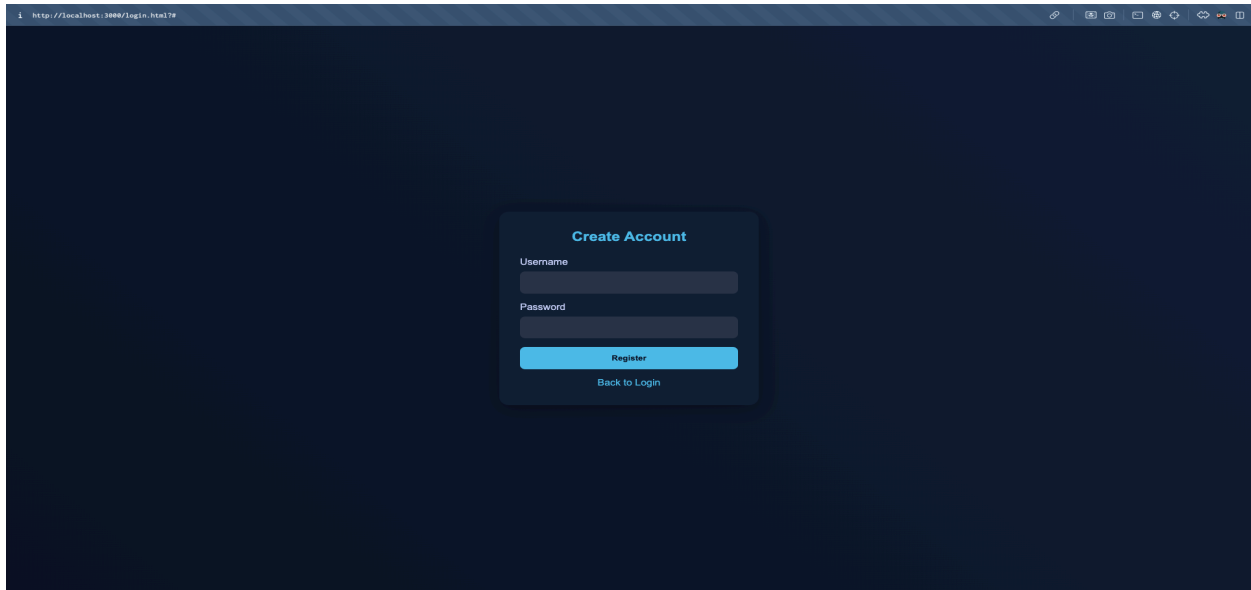 http://localhost:3000/login.html?#
Create Account
Username
Password
Register
Back to Login